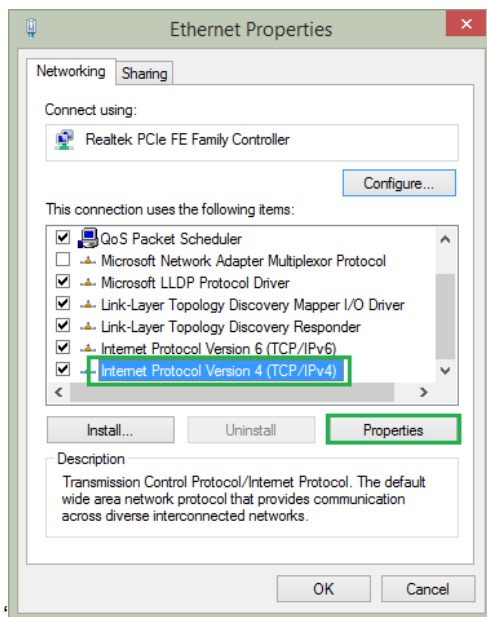 Ethernet Properties
Networking
Sharing
Connect using:
Realtek PCIe FE Family Controller
Configure...
This connection uses the following items:
QoS Packet Scheduler
Microsoft Network Adapter Multiplexor Protocol
Microsoft LLDP Protocol Driver
Link-Layer Topology Discovery Mapper I/O Driver
Link-Layer Topology Discovery Responder
Internet Protocol Version 6 (TCP/IPv6)
Internet Protocol Version 4 (TCP/IPv4)
Install...
Uninstall
Properties
Description
Transmission Control Protocol/Internet Protocol. The default
wide area network protocol that provides communication
across diverse interconnected networks.
OK
Cancel